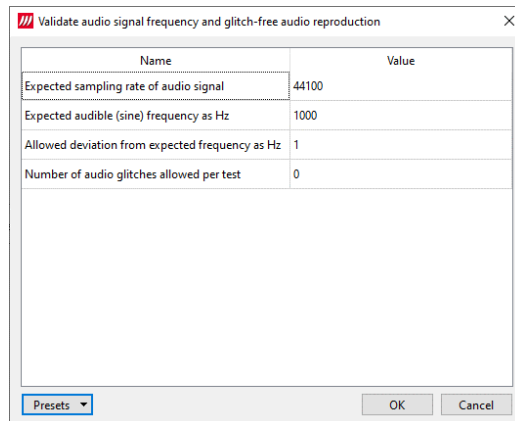 Validate audio signal frequency and glitch-free audio reproduction
Name Value
Expected sampling rate of audio signal 44100
Expected audible (sine) frequency as Hz 1000
Allowed deviation from expected frequency as Hz 1
Number of audio glitches allowed per test 0
Presets OK Cancel